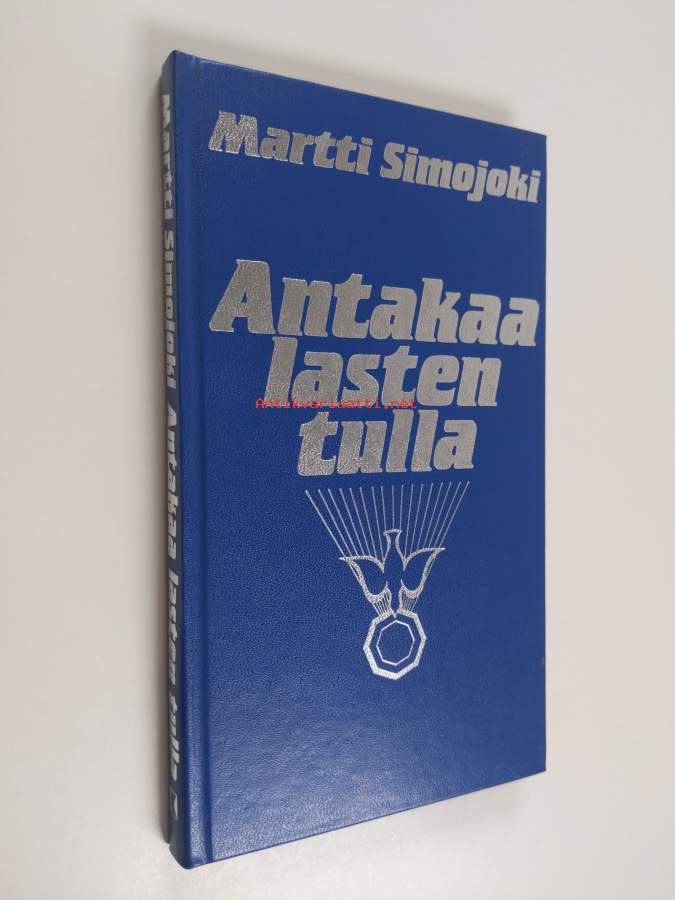 Martti Simojoki
Antakaa
lasten
tulla
Antikvariaatti.net
Martti Simojoki Antakaa lasten tulla